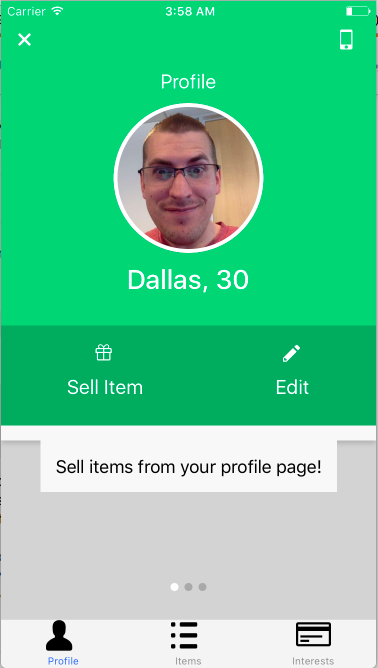 Carrier 3:58 AM
Profile
Dallas, 30
Sell Item Edit
Sell items from your profile page!
Profile Items Interests